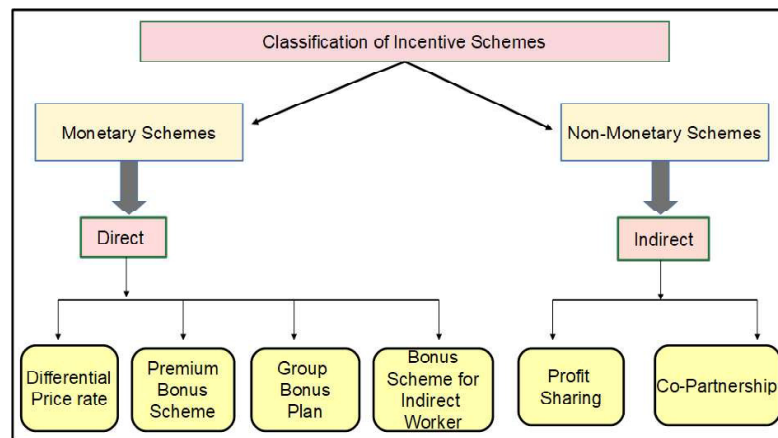 Classification of Incentive Schemes
Monetary Schemes
Non-Monetary Schemes
Direct
Indirect
Differential
Price rate
Premium
Bonus
Scheme
Group
Bonus
Plan
Bonus
Scheme for
Indirect
Worker
Profit
Sharing
Co-Partnership